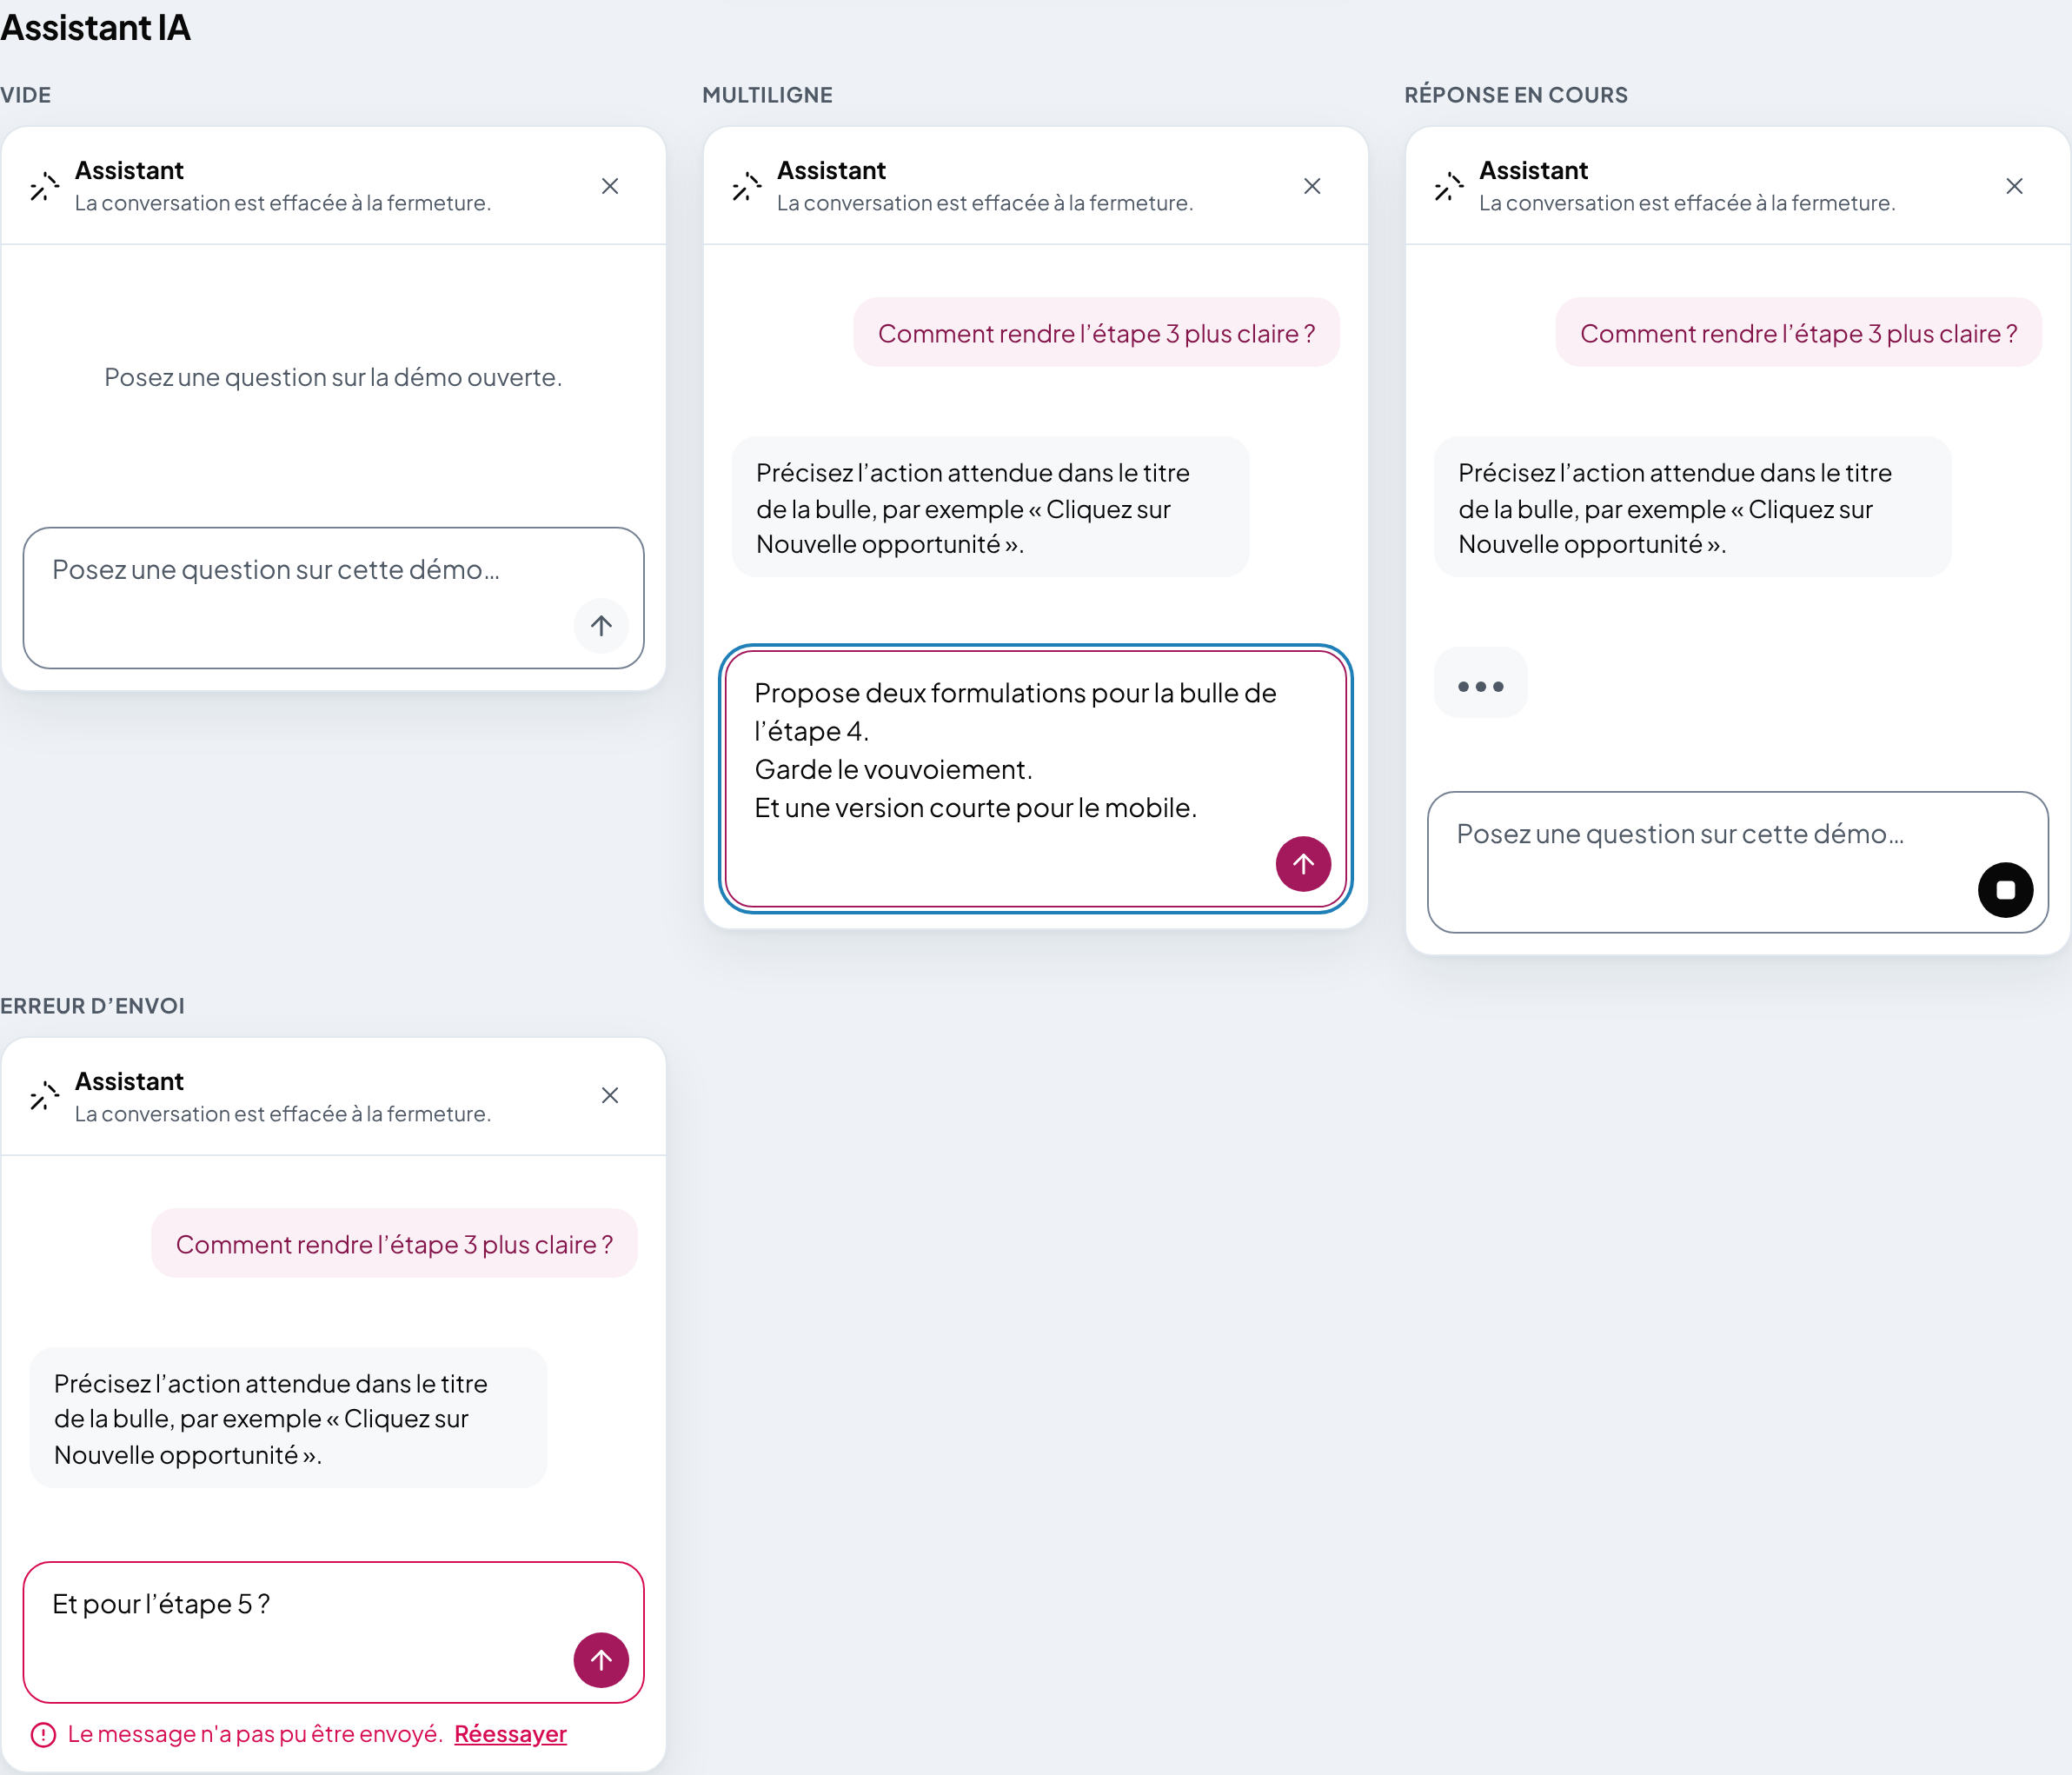 Assistant IA
VIDE
Assistant
La conversation est effacée à la fermeture.
Posez une question sur la démo ouverte.
Posez une question sur cette démo…
MULTILIGNE
Assistant
La conversation est effacée à la fermeture.
Comment rendre l’étape 3 plus claire ?
Précisez l’action attendue dans le titre
de la bulle, par exemple « Cliquez sur
Nouvelle opportunité ».
Propose deux formulations pour la bulle de
l’étape 4.
Garde le vouvoiement.
Et une version courte pour le mobile.
RÉPONSE EN COURS
Assistant
La conversation est effacée à la fermeture.
Comment rendre l’étape 3 plus claire ?
Précisez l’action attendue dans le titre
de la bulle, par exemple « Cliquez sur
Nouvelle opportunité ».
Posez une question sur cette démo…
ERREUR D’ENVOI
Assistant
La conversation est effacée à la fermeture.
Comment rendre l’étape 3 plus claire ?
Précisez l’action attendue dans le titre
de la bulle, par exemple « Cliquez sur
Nouvelle opportunité ».
Et pour l’étape 5 ?
Le message n'a pas pu être envoyé. Réessayer